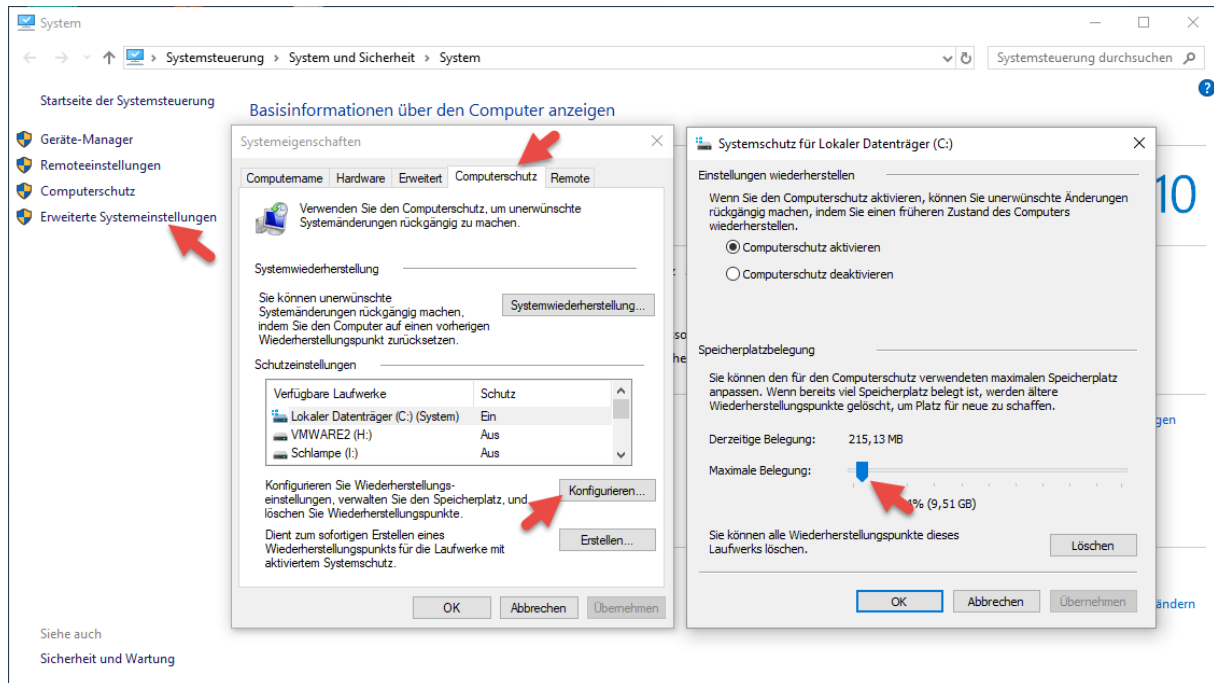 System
Systemsteuerung > System und Sicherheit > System
Systemsteuerung durchsuchen
Startseite der Systemsteuerung
Geräte-Manager
Remoteeinstellungen
Computerschutz
Erweiterte Systemeinstellungen
Siehe auch
Sicherheit und Wartung
Basisinformationen über den Computer anzeigen
10
gen
ändern
Systemeigenschaften
Computername Hardware Erweitert Computerschutz Remote
Verwenden Sie den Computerschutz, um unerwünschte
Systemänderungen rückgängig zu machen.
Systemwiederherstellung
Sie können unerwünschte
Systemänderungen rückgängig machen,
indem Sie den Computer auf einen vorherigen
Wiederherstellungspunkt zurücksetzen.
Systemwiederherstellung...
Schutzeinstellungen
Verfügbare Laufwerke Schutz
Lokaler Datenträger (C:) (System) Ein
VMWARE2 (H:) Aus
Schlampe (I:) Aus
Konfigurieren Sie Wiederherstellungs-
einstellungen, verwalten Sie den Speicherplatz, und
löschen Sie Wiederherstellungspunkte.
Konfigurieren...
Dient zum sofortigen Erstellen eines
Wiederherstellungspunkts für die Laufwerke mit
aktiviertem Systemschutz.
Erstellen...
OK Abbrechen Übernehmen
Systemschutz für Lokaler Datenträger (C:)
Einstellungen wiederherstellen
Wenn Sie den Computerschutz aktivieren, können Sie unerwünschte Änderungen
rückgängig machen, indem Sie einen früheren Zustand des Computers
wiederherstellen.
Computerschutz aktivieren
Computerschutz deaktivieren
Speicherplatzbelegung
Sie können den für den Computerschutz verwendeten maximalen Speicherplatz
anpassen. Wenn bereits viel Speicherplatz belegt ist, werden ältere
Wiederherstellungspunkte gelöscht, um Platz für neue zu schaffen.
Derzeitige Belegung: 215,13 MB
Maximale Belegung:
% (9,51 GB)
Sie können alle Wiederherstellungspunkte dieses
Laufwerks löschen.
Löschen
OK Abbrechen Übernehmen